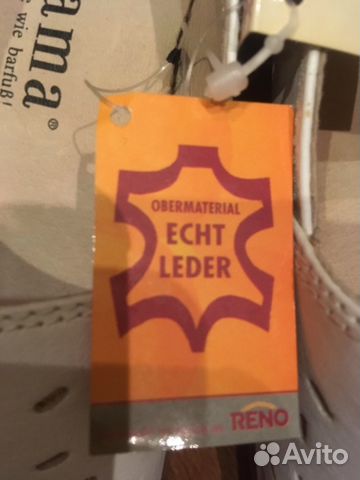 ama®
wie barfuß!
OBERMATERIAL
ECHT
LEDER
RENO
Avito